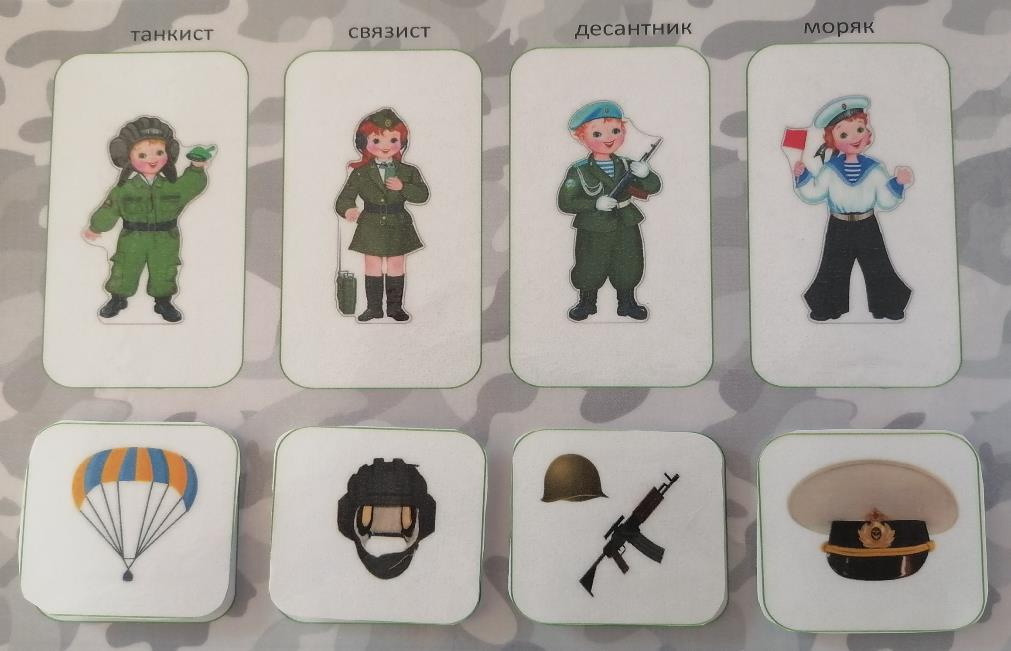 танкист
связист
десантник
моряк